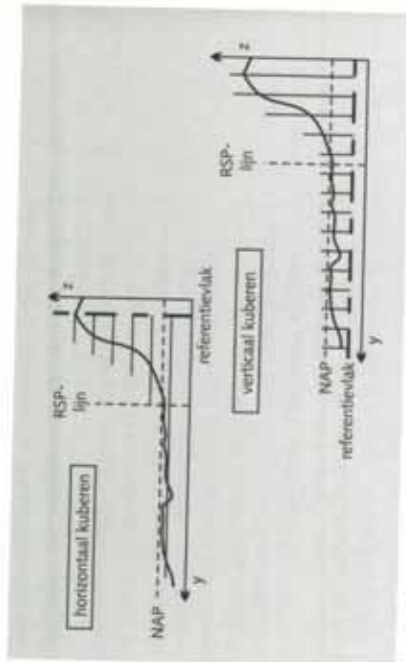 horizontaal kuberen
RSP-
lijn
z
NAP
y
referentievlak
verticaal kuberen
RSP-
lijn
z
NAP
referentievlak
y